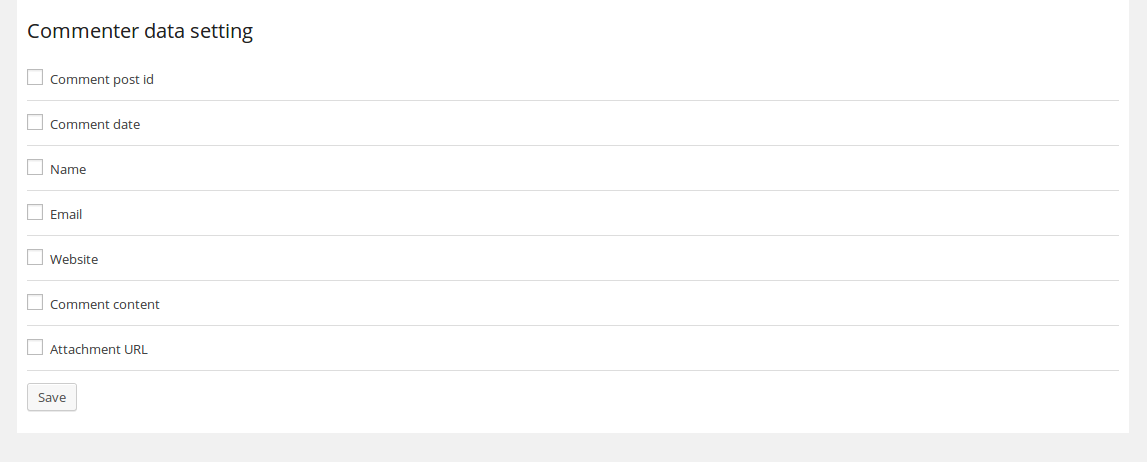 Commenter data setting
Comment post id
Comment date
Name
Email
Website
Comment content
Attachment URL
Save